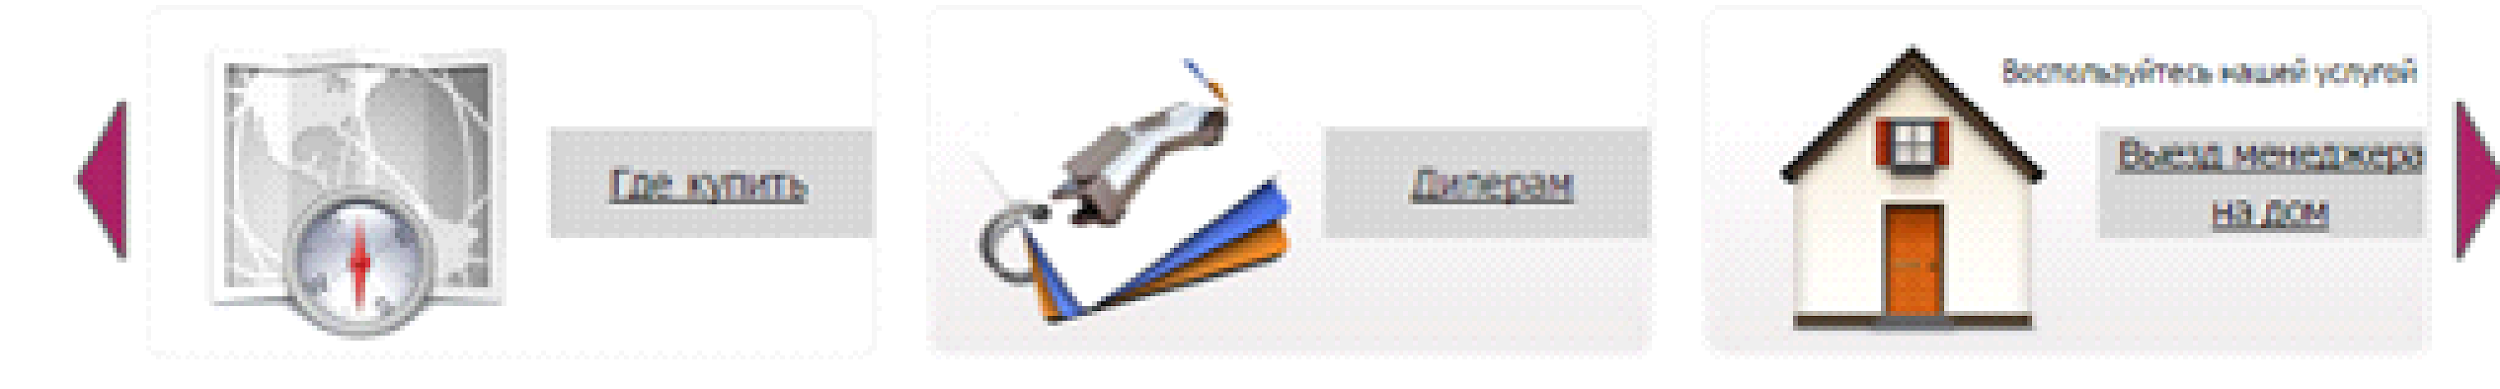 Где купить
Дилерам
Воспользуйтесь нашей услугой
Выезд менеджера
на дом